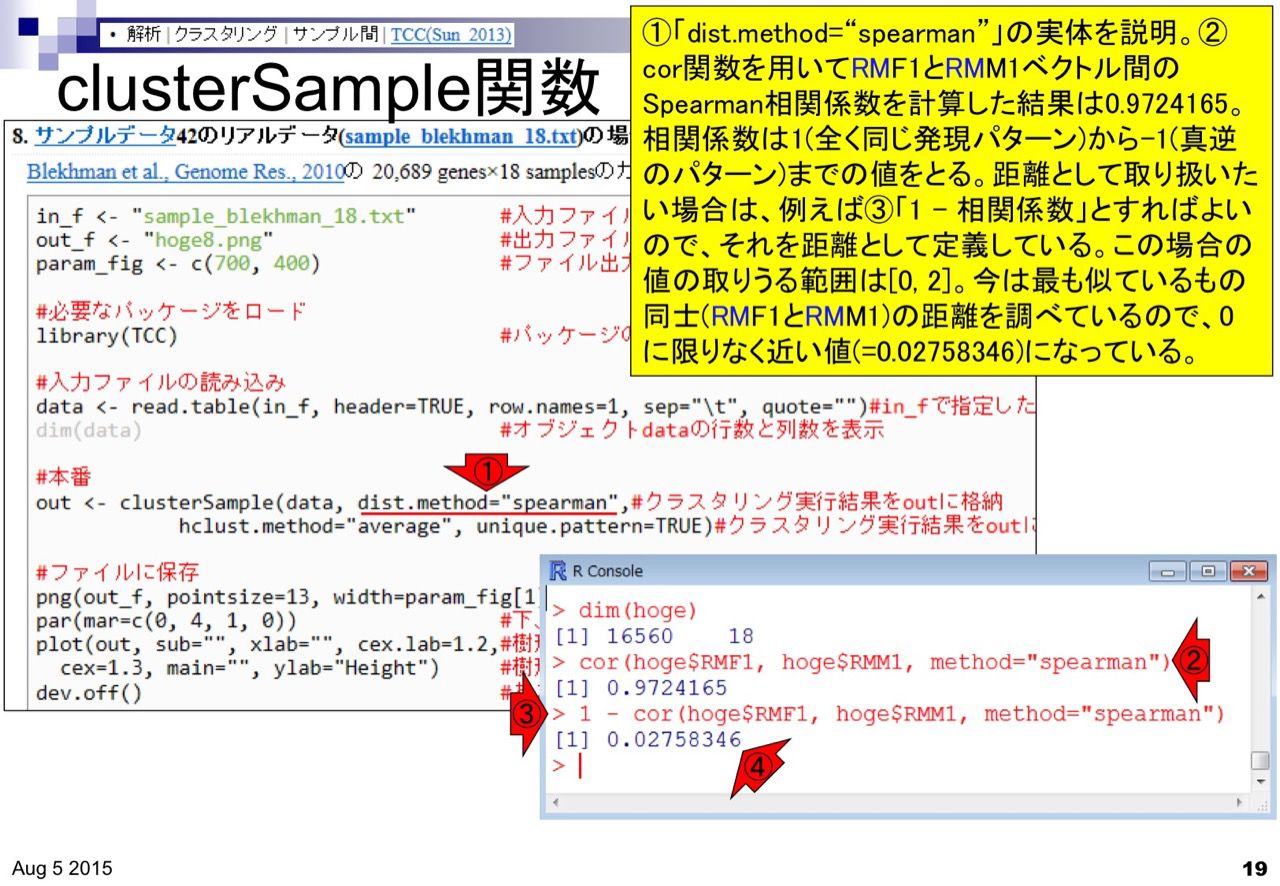 • 解析 | クラスタリング | サンプル間 | TCC(Sun_2013)
clusterSample関数
①「dist.method=“spearman”」の実体を説明。②
cor関数を用いてRMF1とRMM1ベクトル間の
Spearman相関係数を計算した結果は0.9724165。
相関係数は1(全く同じ発現パターン)から-1(真逆
のパターン)までの値をとる。距離として取り扱いた
い場合は、例えば③「1 – 相関係数」とすればよい
ので、それを距離として定義している。この場合の
値の取りうる範囲は[0, 2]。今は最も似ているもの
同士(RMF1とRMM1)の距離を調べているので、0
に限りなく近い値(=0.02758346)になっている。
8. サンプルデータ42のリアルデータ(sample_blekhman_18.txt)の場
Blekhman et al., Genome Res., 2010の 20,689 genes×18 samplesのカ
in_f <- "sample_blekhman_18.txt" #入力ファイル
out_f <- "hoge8.png" #出力ファイル
param_fig <- c(700, 400) #ファイル出力
#必要なパッケージをロード
library(TCC) #パッケージの
#入力ファイルの読み込み
data <- read.table(in_f, header=TRUE, row.names=1, sep="\t", quote="")#in_fで指定した
dim(data) #オブジェクトdataの行数と列数を表示
#本番
①
out <- clusterSample(data, dist.method="spearman",#クラスタリング実行結果をoutに格納
hclust.method="average", unique.pattern=TRUE)#クラスタリング実行結果をoutに
#ファイルに保存
png(out_f, pointsize=13, width=param_fig[1]
par(mar=c(0, 4, 1, 0)) #下、
plot(out, sub="", xlab="", cex.lab=1.2,#樹形
cex=1.3, main="", ylab="Height") #樹形
dev.off() #
R Console
> dim(hoge)
[1] 16560 18
> cor(hoge$RMF1, hoge$RMM1, method="spearman") ②
[1] 0.9724165
③ > 1 - cor(hoge$RMF1, hoge$RMM1, method="spearman")
[1] 0.02758346
④
>
Aug 5 2015
19